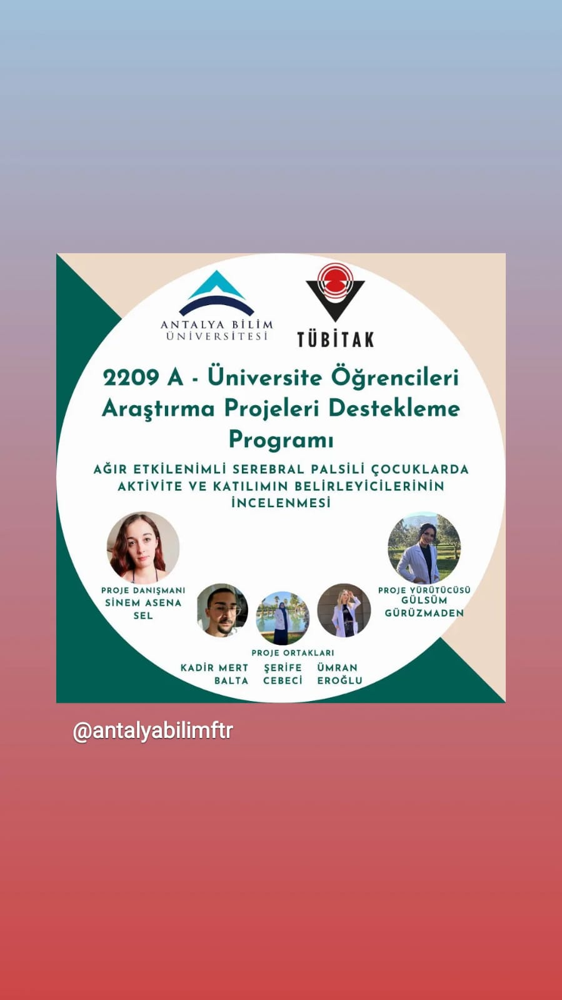 ANTALYA BİLİM
ÜNİVERSİTESİ
TÜBİTAK
2209 A - Üniversite Öğrencileri
Araştırma Projeleri Destekleme
Programı
AĞIR ETKİLENİMLİ SEREBRAL PALSİLİ ÇOCUKLARDA
AKTİVİTE VE KATILIMIN BELİRLEYİCİLERİNİN
İNCELENMESİ
PROJE DANIŞMANI
SİNEM ASENA
SEL
PROJE YÜRÜTÜCÜSÜ
GÜLSÜM
GÜRÜZMADEN
PROJE ORTAKLARI
KADİR MERT
BALTA
ŞERİFE
CEBECİ
ÜMRAN
EROĞLU
@antalyabilimftr